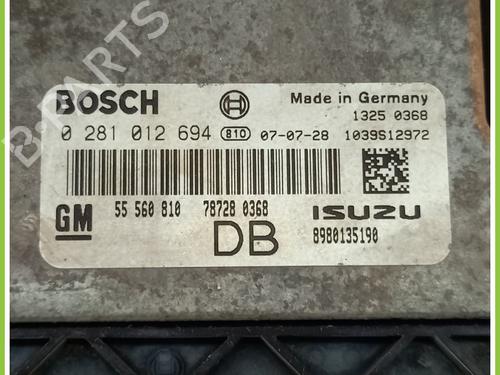 B-PARTS
BOSCH
Made in Germany
1325 0368
0 281 012 694 810 07-07-28 1039S12972
GM 55 560 810 78728 0368 ISUZU
DB 8980135190